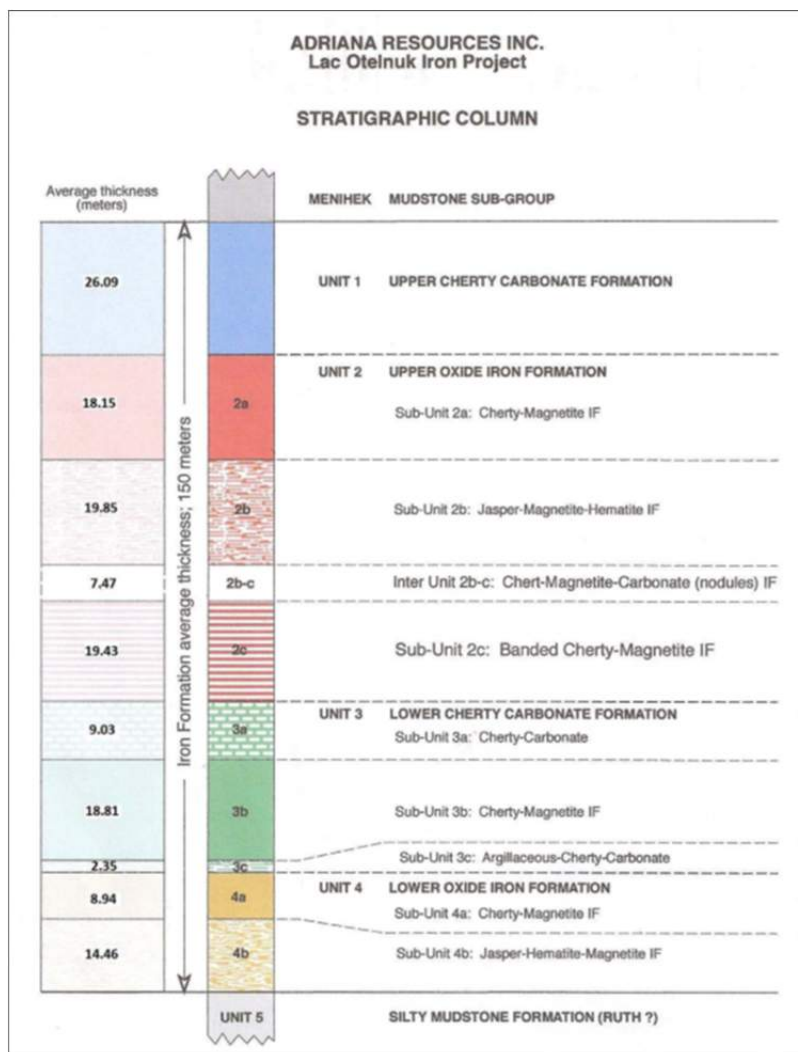 ADRIANA RESOURCES INC.
Lac Otelnuk Iron Project
STRATIGRAPHIC COLUMN
Average thickness
(meters)
MENIHEK MUDSTONE SUB-GROUP
26.09
UNIT 1 UPPER CHERTY CARBONATE FORMATION
UNIT 2 UPPER OXIDE IRON FORMATION
18.15
2a
Sub-Unit 2a: Cherty-Magnetite IF
19.85
2b
Sub-Unit 2b: Jasper-Magnetite-Hematite IF
Iron Formation average thickness; 150 meters
7.47
2b-c
Inter Unit 2b-c: Chert-Magnetite-Carbonate (nodules) IF
19.43
2c
Sub-Unit 2c: Banded Cherty-Magnetite IF
UNIT 3 LOWER CHERTY CARBONATE FORMATION
9.03
3a
Sub-Unit 3a: Cherty-Carbonate
18.81
3b
Sub-Unit 3b: Cherty-Magnetite IF
2.35
3c
Sub-Unit 3c: Argillaceous-Cherty-Carbonate
UNIT 4 LOWER OXIDE IRON FORMATION
8.94
4a
Sub-Unit 4a: Cherty-Magnetite IF
14.46
4b
Sub-Unit 4b: Jasper-Hematite-Magnetite IF
UNIT 5 SILTY MUDSTONE FORMATION (RUTH ?)